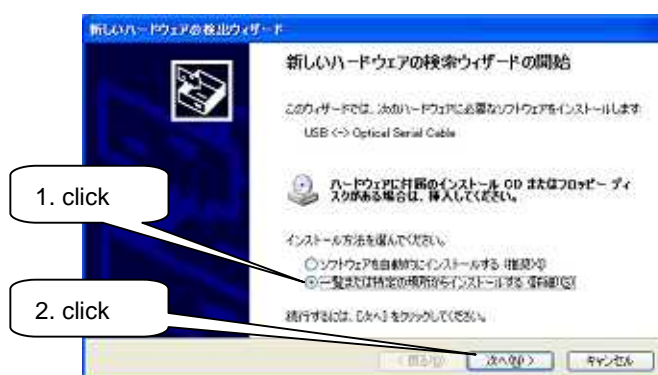 新しいハードウェアの検出ウィザード
新しいハードウェアの検索ウィザードの開始
このウィザードでは、次のハードウェアに必要なソフトウェアをインストールします:
USB <-> Optical Serial Cable
ハードウェアに付属のインストール CD またはフロッピー ディ
スクがある場合は、挿入してください。
1. click
インストール方法を選んでください。
ソフトウェアを自動的にインストールする (推奨)(I)
一覧または特定の場所からインストールする (詳細)(S)
2. click
続行するには、[次へ] をクリックしてください。
< 戻る(B)
次へ(N) >
キャンセル